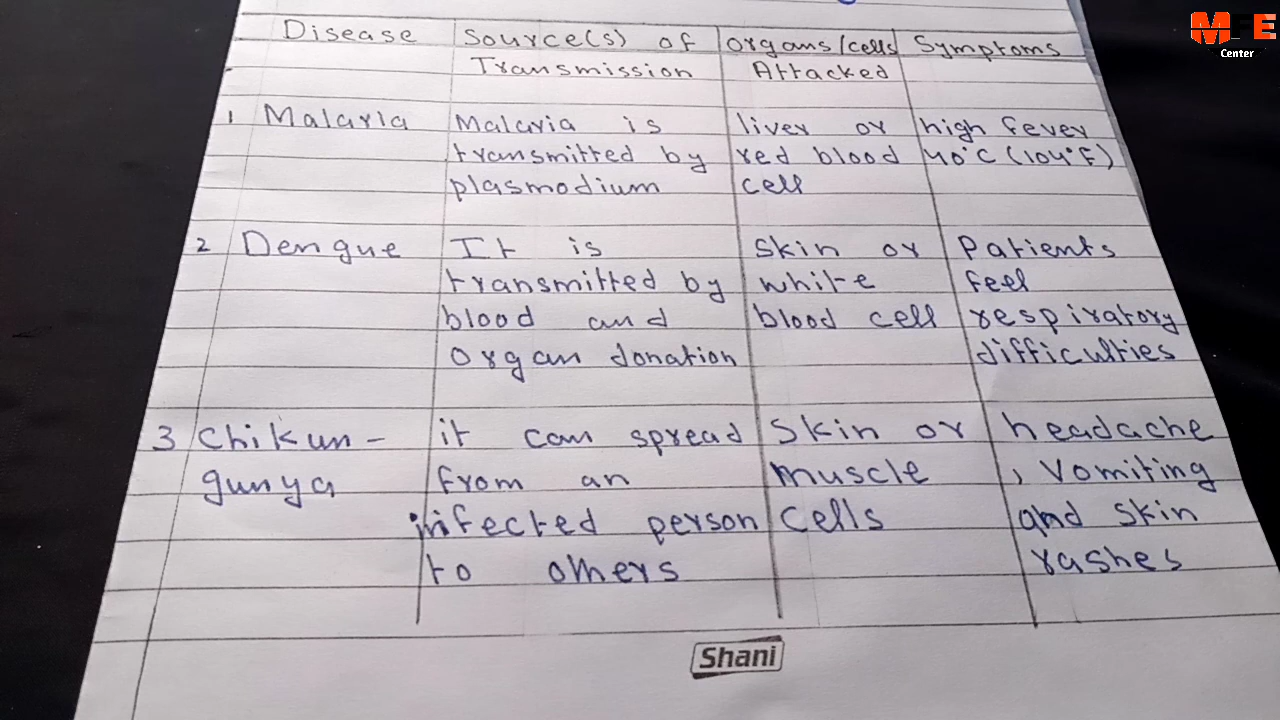 MFE
Center
Disease Source(s) of Organs/cells Symptoms
Transmission Attacked
1 Malaria Malaria is liver or high fever
transmitted by red blood 40°C (104°F)
plasmodium cell
2 Dengue It is Skin or Patients
transmitted by white feel
blood and blood cell respiratory
Organ donation difficulties
3 Chikun- it can spread Skin or headache
gunya from an muscle , vomiting
infected person cells and skin
to others rashes
Shani